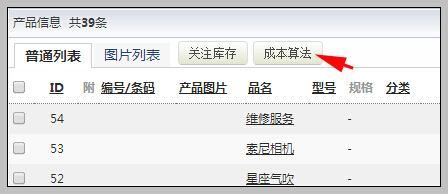 产品信息 共39条
普通列表 图片列表 关注库存 成本算法
ID 附 编号/条码 产品图片 品名 型号 规格 分类
54 维修服务 -
53 索尼相机 -
52 星座气吹 -